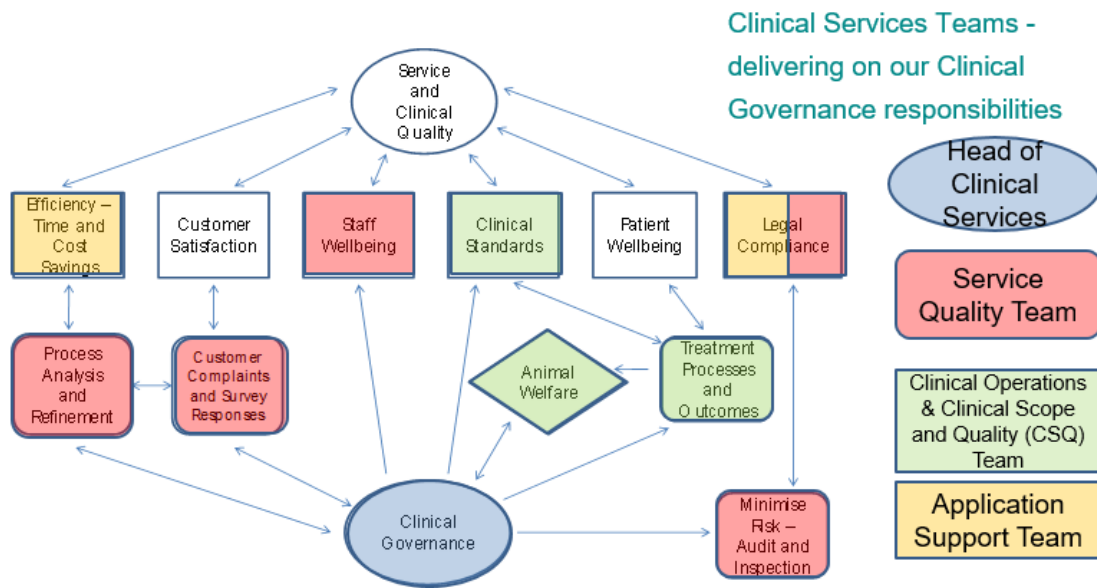 Clinical Services Teams -
delivering on our Clinical
Governance responsibilities
Service
and
Clinical
Quality
Head of
Clinical
Services
Efficiency –
Time and
Cost
Savings
Customer
Satisfaction
Staff
Wellbeing
Clinical
Standards
Patient
Wellbeing
Legal
Compliance
Service
Quality Team
Process
Analysis
and
Refinement
Customer
Complaints
and Survey
Responses
Animal
Welfare
Treatment
Processes
and
Outcomes
Clinical Operations
& Clinical Scope
and Quality (CSQ)
Team
Clinical
Governance
Minimise
Risk –
Audit and
Inspection
Application
Support Team